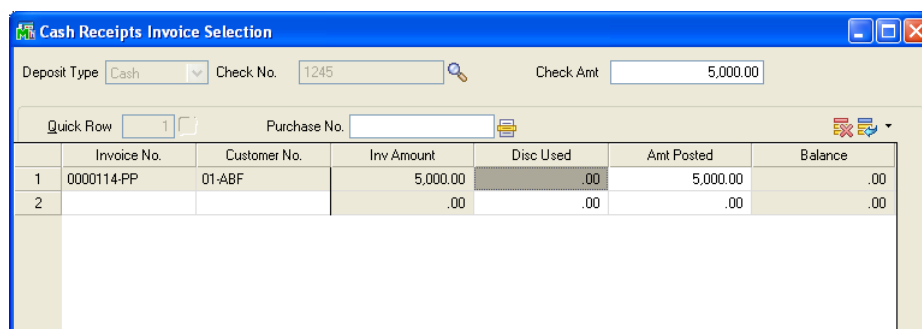 Cash Receipts Invoice Selection
Deposit Type Cash Check No. 1245 Check Amt 5,000.00
Quick Row 1 Purchase No.
Invoice No. Customer No. Inv Amount Disc Used Amt Posted Balance
1 0000114-PP 01-ABF 5,000.00 .00 5,000.00 .00
2 .00 .00 .00 .00